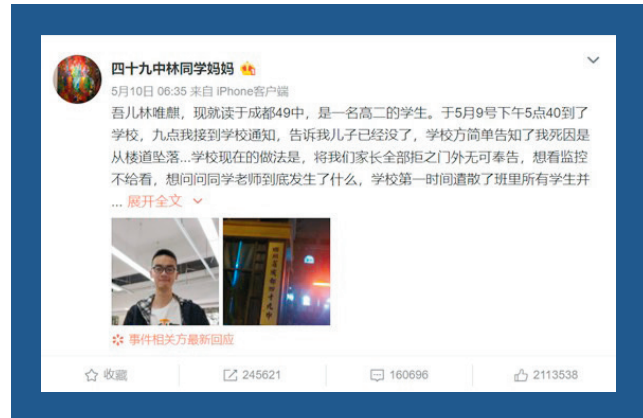 四十九中林同学妈妈
5月10日 06:35 来自 iPhone客户端
吾儿林唯麒，现就读于成都49中，是一名高二的学生。于5月9号下午5点40到了
学校，九点我接到学校通知，告诉我儿子已经没了，学校方简单告知了我死因是
从楼道坠落...学校现在的做法是，将我们家长全部拒之门外无可奉告，想看监控
不给看，想问问同学老师到底发生了什么，学校第一时间遣散了班里所有学生并
... 展开全文
事件相关方最新回应
收藏 245621 160696 2113538